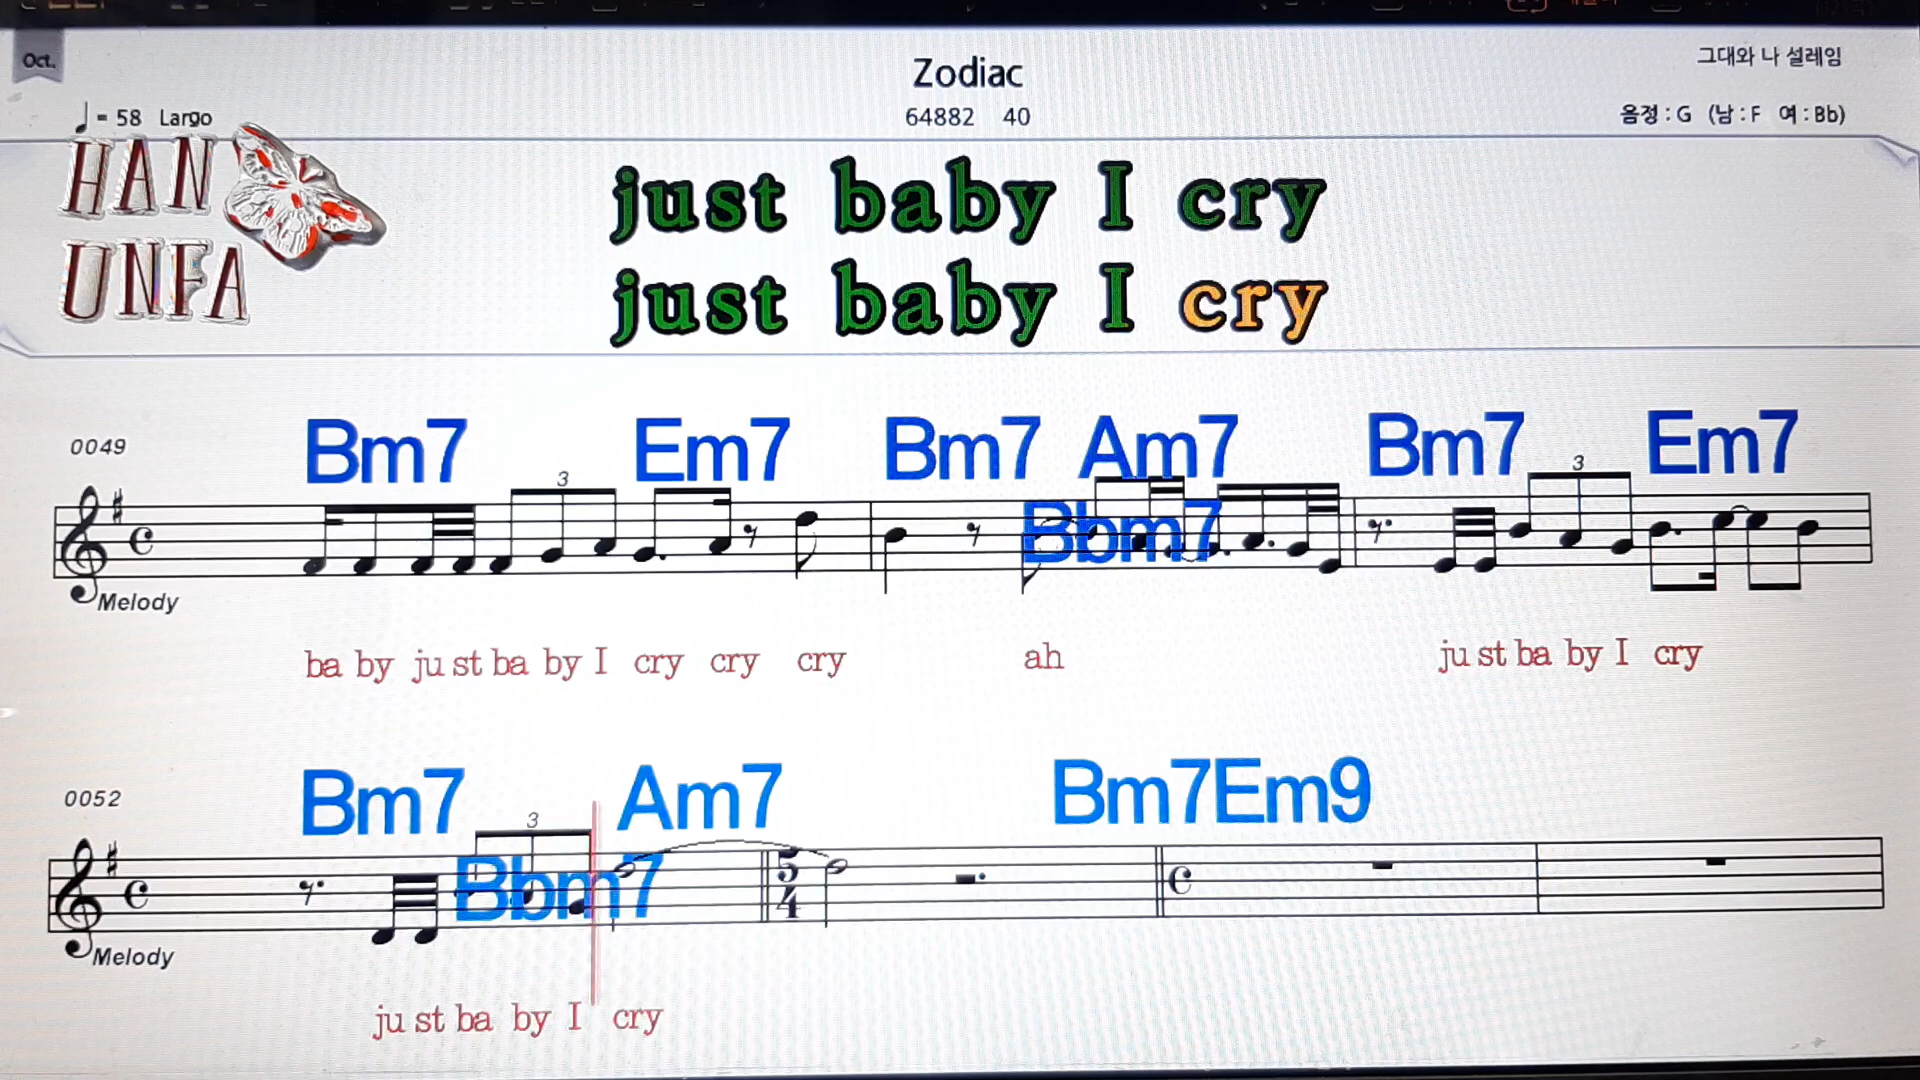 Oct.
Zodiac
그대와 나 설레임
♩ = 58 Largo
64882 40
음정 : G (남 : F 여 : Bb)
HAN
UNFA
just baby I cry
just baby I cry
0049
Bm7 Em7 Bm7 Am7 Bm7 Em7
3 3
Bbm7
Melody
ba by ju st ba by I cry cry cry ah ju st ba by I cry
0052
Bm7 Am7 Bm7Em9
3
Bbm7
5
4
Melody
ju st ba by I cry